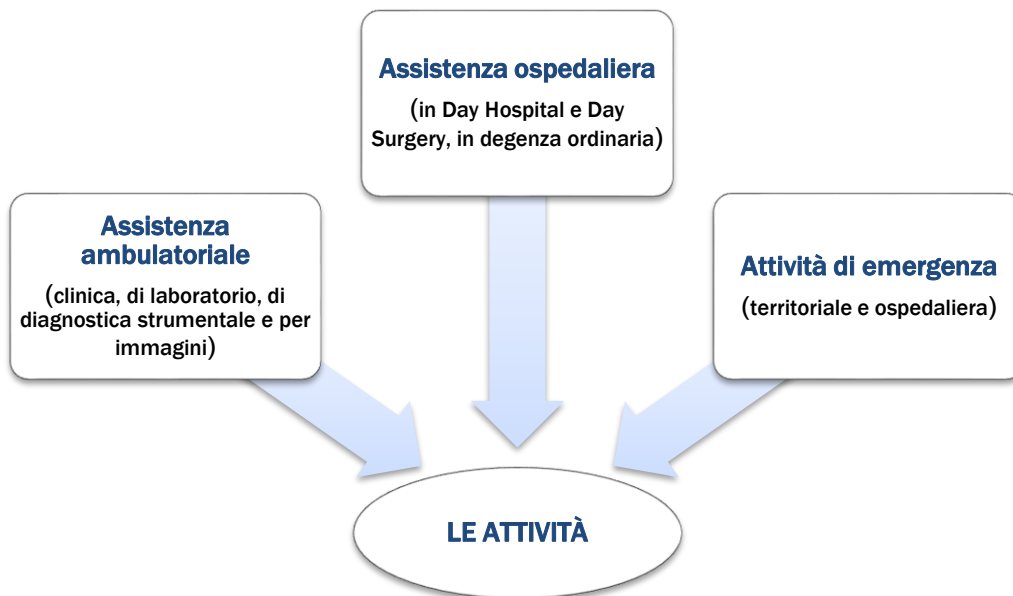 Assistenza ospedaliera
(in Day Hospital e Day
Surgery, in degenza ordinaria)
Assistenza
ambulatoriale
(clinica, di laboratorio, di
diagnostica strumentale e per
immagini)
Attività di emergenza
(territoriale e ospedaliera)
LE ATTIVITÀ